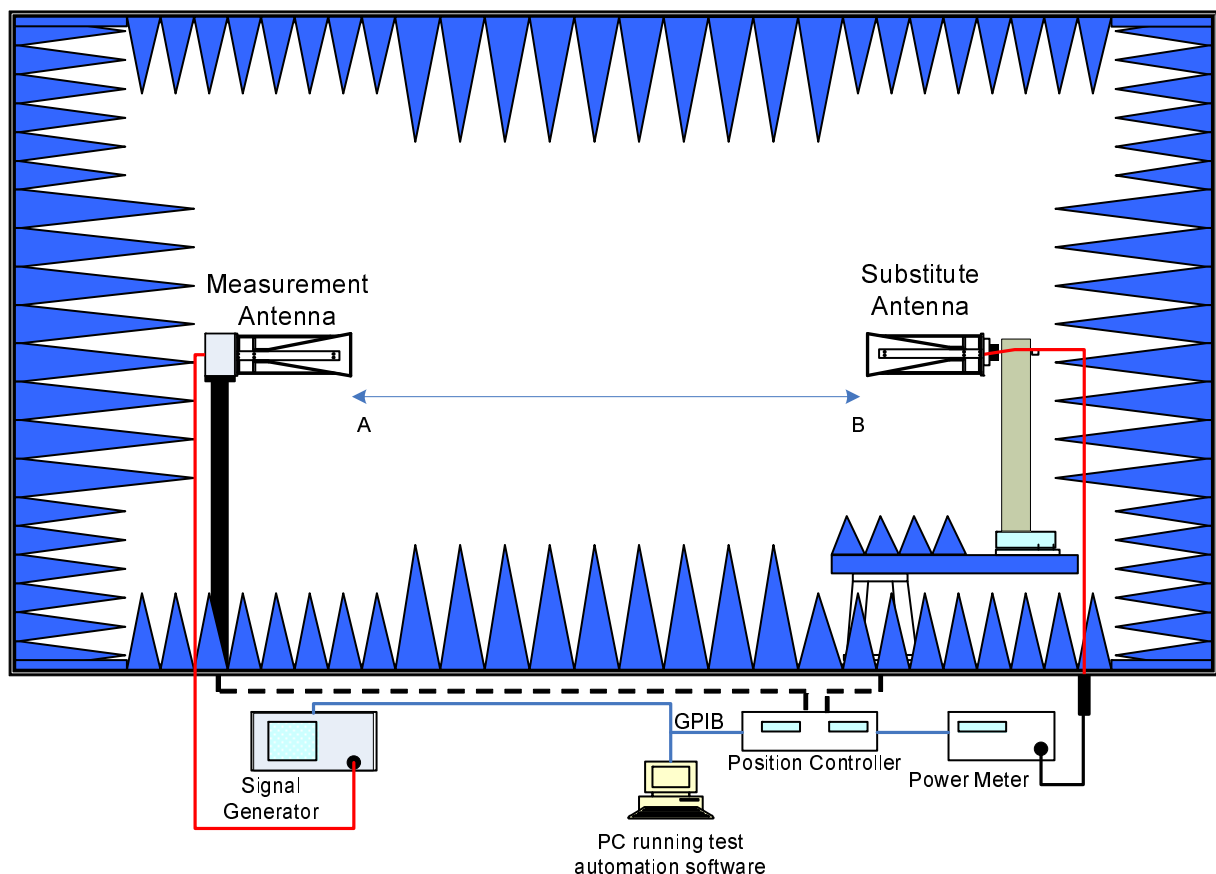 Measurement
Antenna
Substitute
Antenna
A
B
GPIB
Position Controller
Power Meter
Signal
Generator
PC running test
automation software